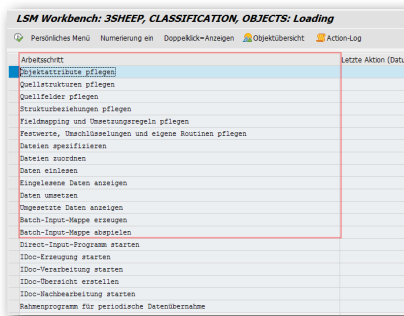 LSM Workbench: 3SHEEP, CLASSIFICATION, OBJECTS: Loading
Persönliches Menü Numerierung ein Doppelklick=Anzeigen Objektübersicht Action-Log
Arbeitsschritt Letzte Aktion (Datu
Objektattribute pflegen
Quellstrukturen pflegen
Quellfelder pflegen
Strukturbeziehungen pflegen
Fieldmapping und Umsetzungsregeln pflegen
Festwerte, Umschlüsselungen und eigene Routinen pflegen
Dateien spezifizieren
Dateien zuordnen
Daten einlesen
Eingelesene Daten anzeigen
Daten umsetzen
Umgesetzte Daten anzeigen
Batch-Input-Mappe erzeugen
Batch-Input-Mappe abspielen
Direct-Input-Programm starten
IDoc-Erzeugung starten
IDoc-Verarbeitung starten
IDoc-Übersicht erstellen
IDoc-Nachbearbeitung starten
Rahmenprogramm für periodische Datenübernahme